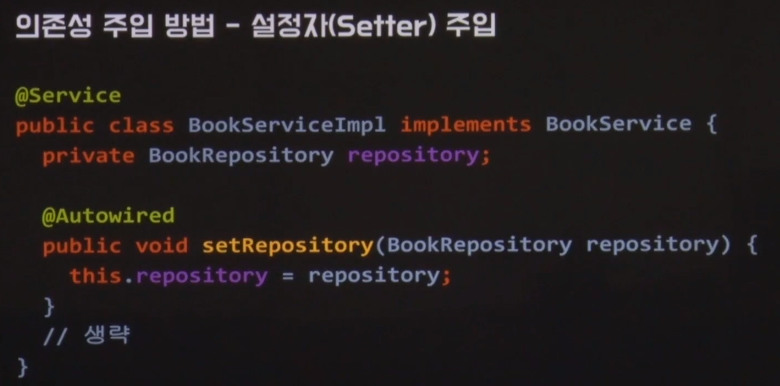 의존성 주입 방법 - 설정자(Setter) 주입
@Service
public class BookServiceImpl implements BookService {
private BookRepository repository;
@Autowired
public void setRepository(BookRepository repository) {
this.repository = repository;
}
// 생략
}